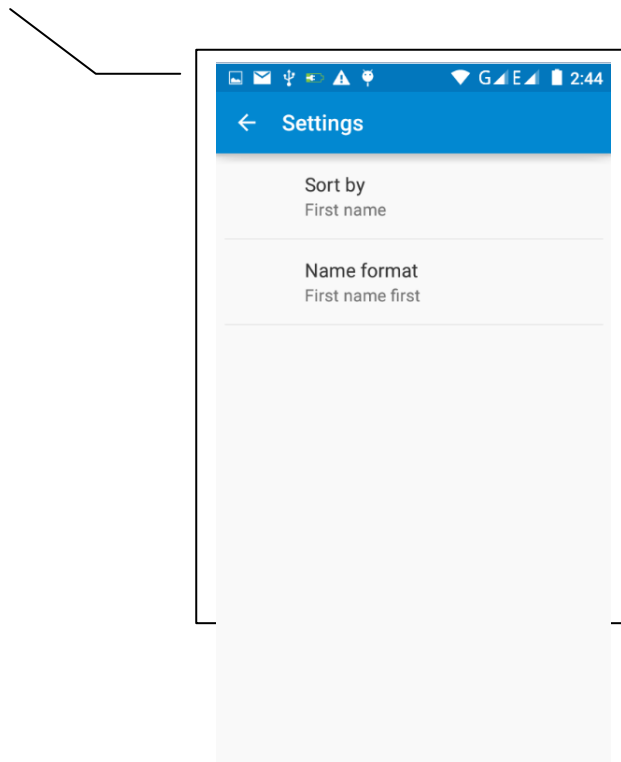 G E 2:44
Settings
Sort by
First name
Name format
First name first